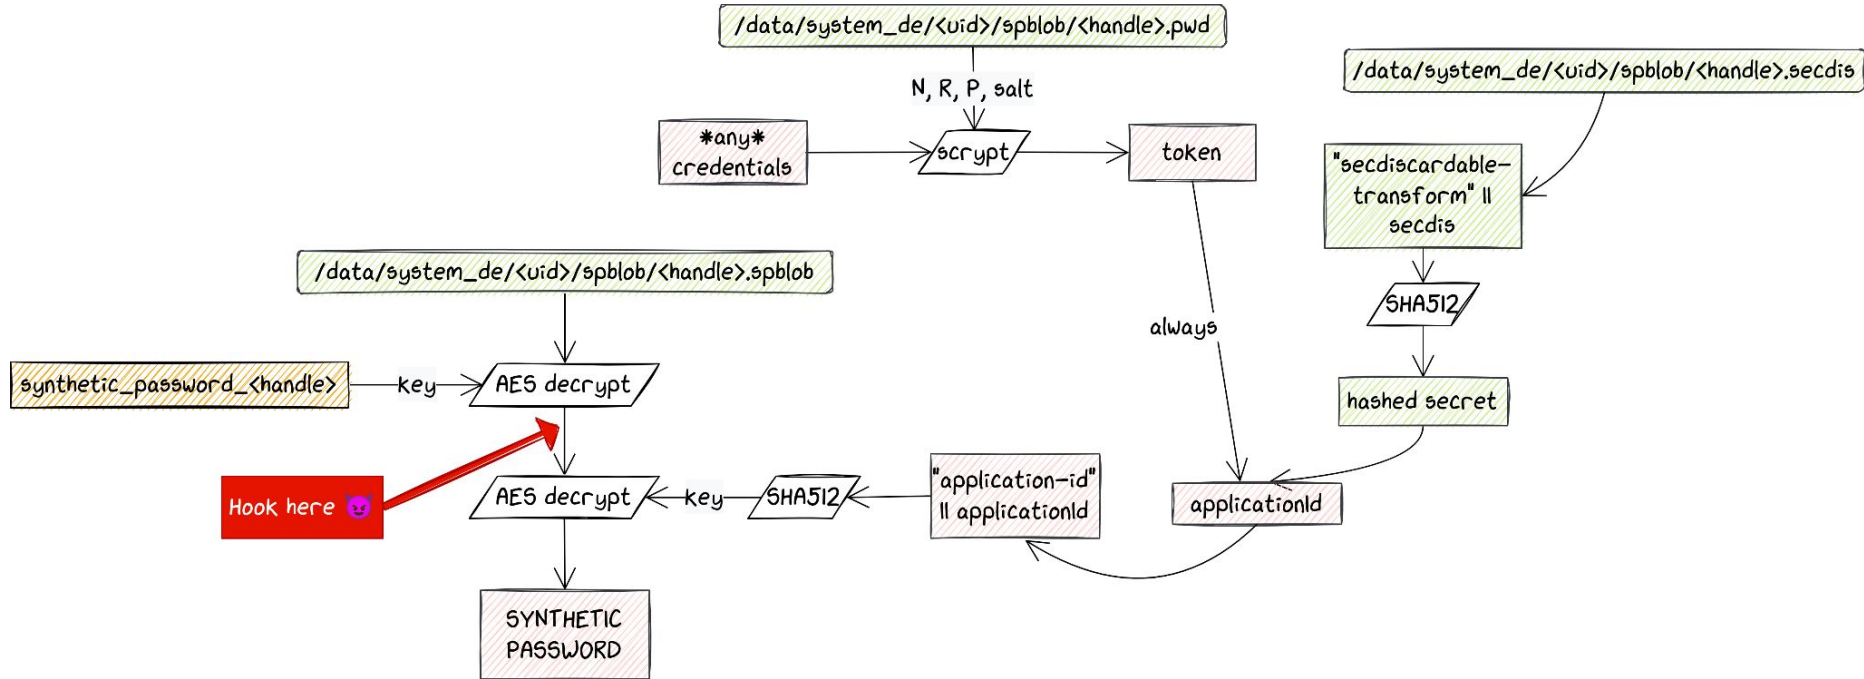 /data/system_de/<uid>/spblob/<handle>.pwd
/data/system_de/<uid>/spblob/<handle>.secdis
N, R, P, salt
*any*
credentials
scrypt
token
"secdiscardable-
transform" ||
secdis
/data/system_de/<uid>/spblob/<handle>.spblob
SHA512
always
synthetic_password_<handle>
key
AES decrypt
hashed secret
Hook here 😈
AES decrypt
key
SHA512
"application-id"
|| applicationId
applicationId
SYNTHETIC
PASSWORD